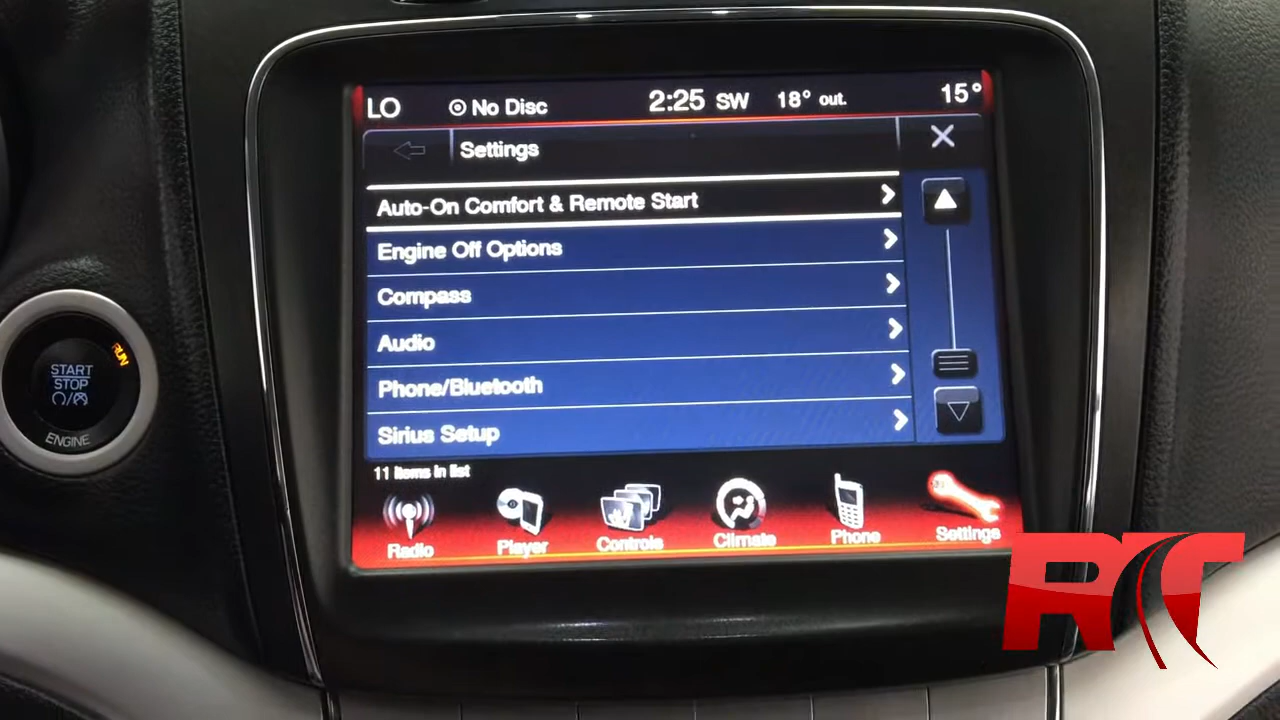 LO No Disc 2:25 SW 18° out. 15°
Settings
Auto-On Comfort & Remote Start
Engine Off Options
Compass
Audio
Phone/Bluetooth
Sirius Setup
11 items in list
Radio Player Controls Climate Phone Settings
START
STOP
RUN
ENGINE
RT